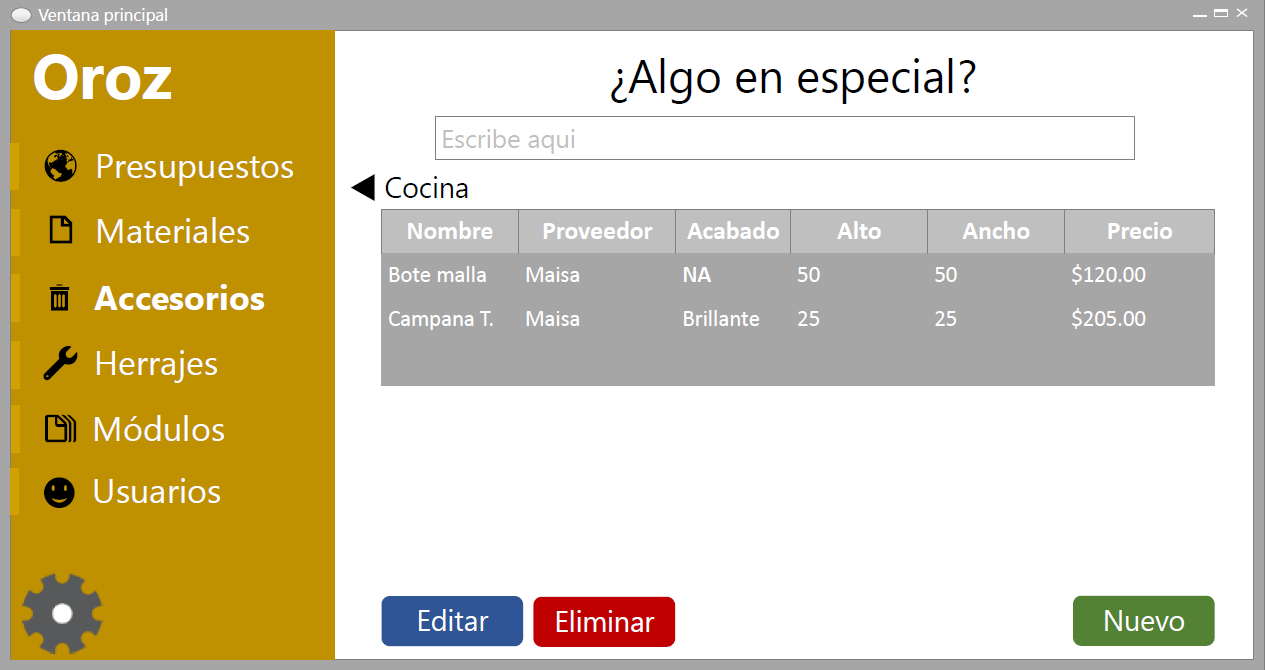 Ventana principal
Oroz
Presupuestos
Materiales
Accesorios
Herrajes
Módulos
Usuarios
¿Algo en especial?
Escribe aqui
Cocina
Nombre Proveedor Acabado Alto Ancho Precio
Bote malla Maisa NA 50 50 $120.00
Campana T. Maisa Brillante 25 25 $205.00
Editar Eliminar Nuevo